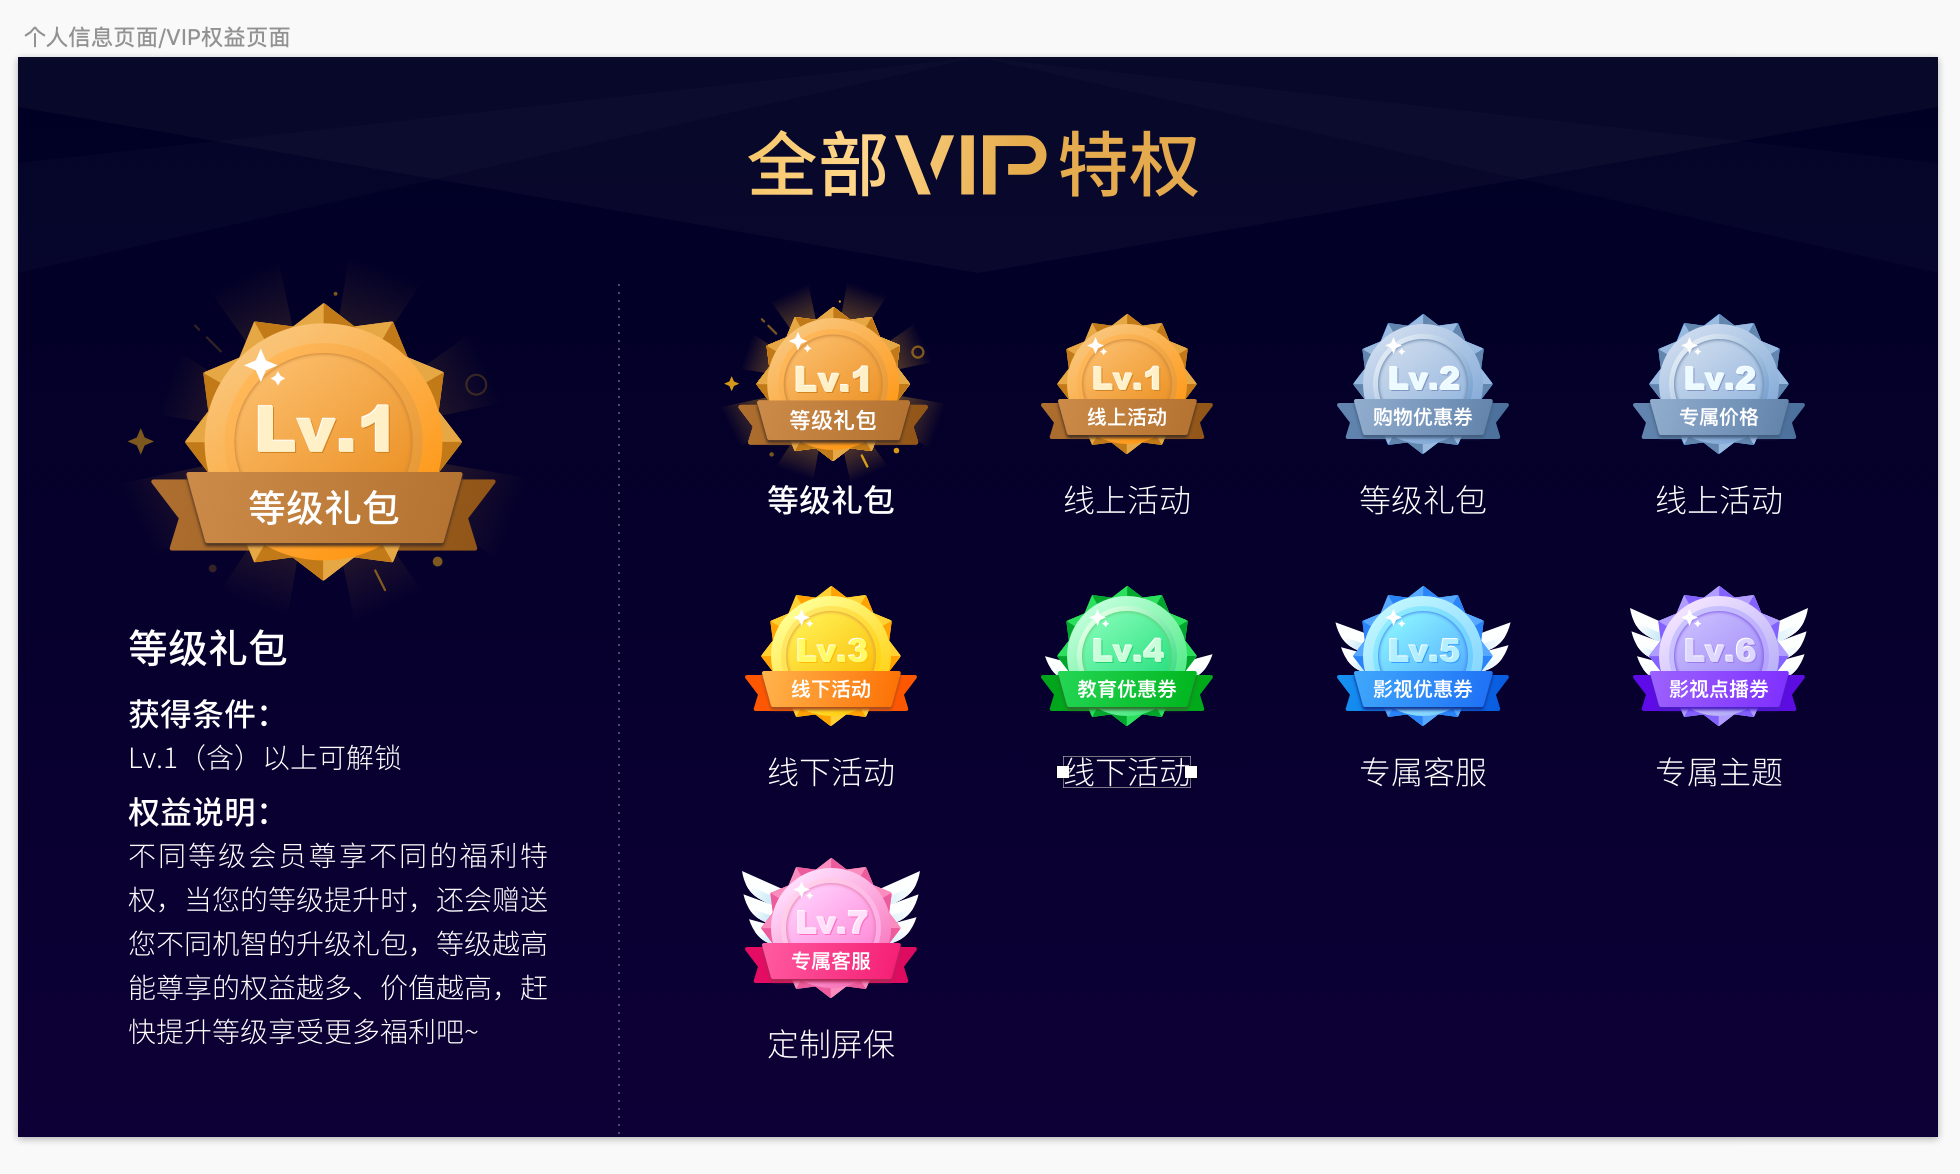 个人信息页面/VIP权益页面
全部VIP特权
Lv.1
等级礼包
等级礼包
获得条件：
Lv.1（含）以上可解锁
权益说明：
不同等级会员尊享不同的福利特
权，当您的等级提升时，还会赠送
您不同机智的升级礼包，等级越高
能尊享的权益越多、价值越高，赶
快提升等级享受更多福利吧~
Lv.1
等级礼包
等级礼包
Lv.1
线上活动
线上活动
Lv.2
购物优惠券
等级礼包
Lv.2
专属价格
线上活动
Lv.3
线下活动
线下活动
Lv.4
教育优惠券
线下活动
Lv.5
影视优惠券
专属客服
Lv.6
影视点播券
专属主题
Lv.7
专属客服
定制屏保